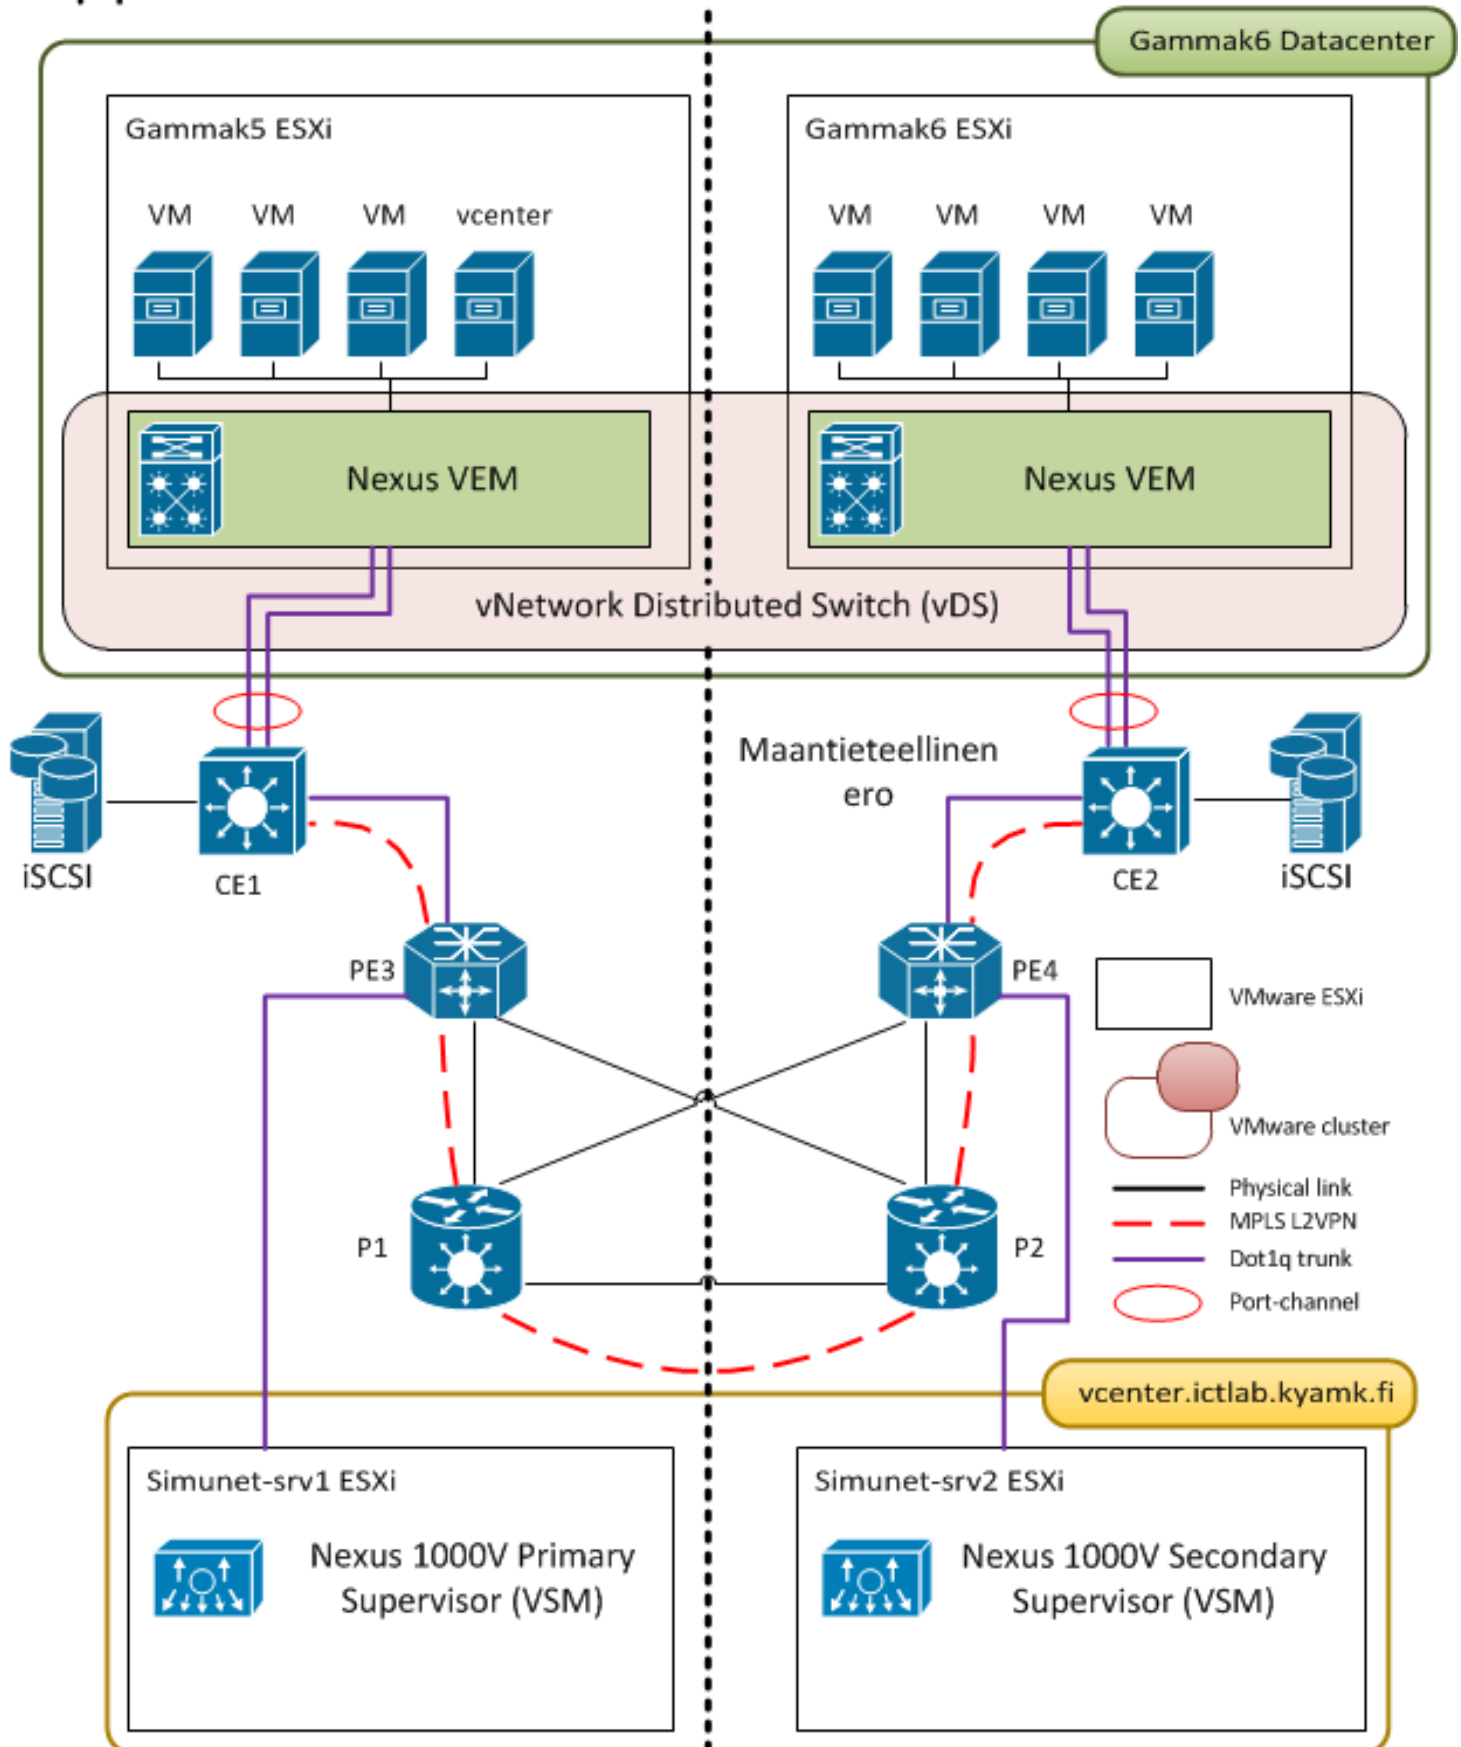 Gammak6 Datacenter
Gammak5 ESXi
Gammak6 ESXi
VM
VM
VM
vcenter
VM
VM
VM
VM
Nexus VEM
Nexus VEM
vNetwork Distributed Switch (vDS)
Maantieteellinen
ero
iSCSI
CE1
CE2
iSCSI
PE3
PE4
VMware ESXi
VMware cluster
Physical link
MPLS L2VPN
P1
P2
Dot1q trunk
Port-channel
vcenter.ictlab.kyamk.fi
Simunet-srv1 ESXi
Simunet-srv2 ESXi
Nexus 1000V Primary
Supervisor (VSM)
Nexus 1000V Secondary
Supervisor (VSM)